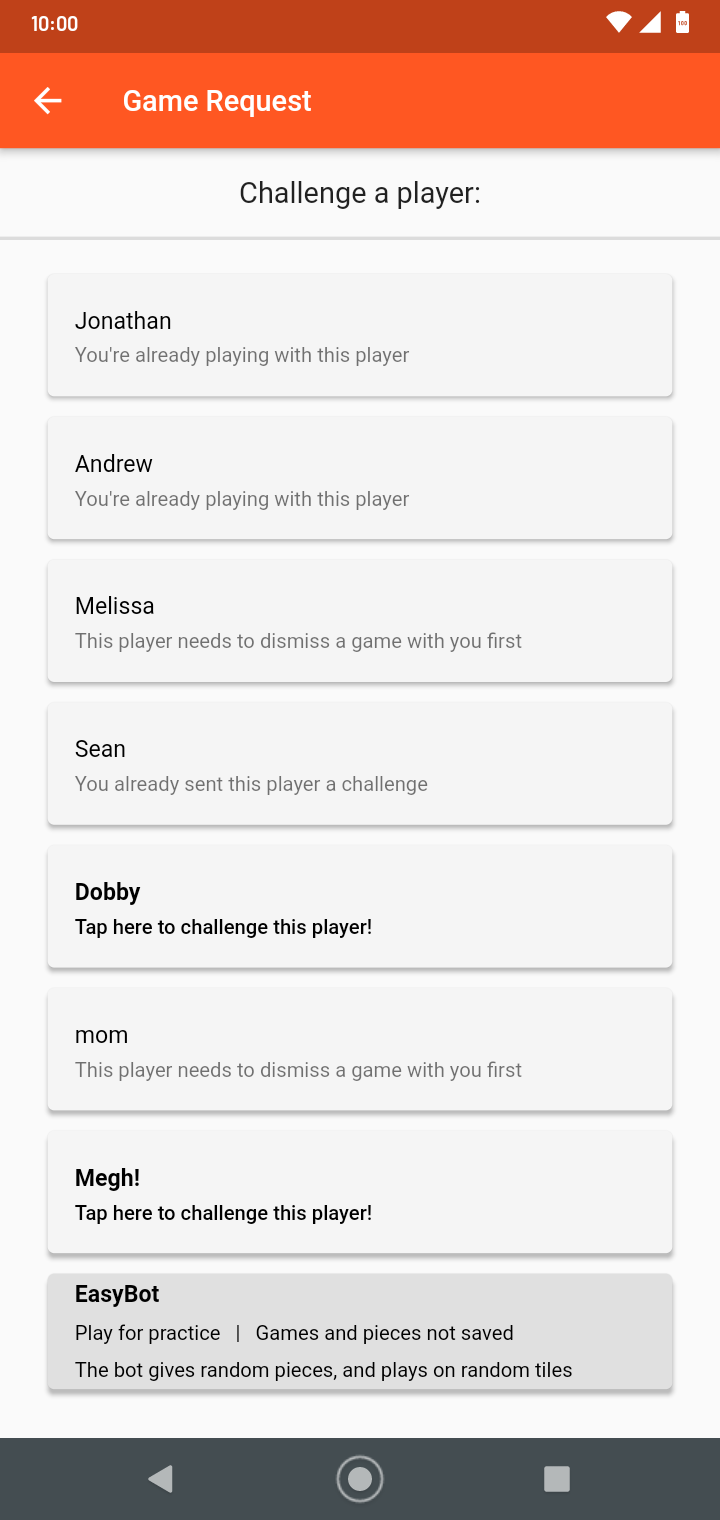 10:00
Game Request
Challenge a player:
Jonathan
You're already playing with this player
Andrew
You're already playing with this player
Melissa
This player needs to dismiss a game with you first
Sean
You already sent this player a challenge
Dobby
Tap here to challenge this player!
mom
This player needs to dismiss a game with you first
Megh!
Tap here to challenge this player!
EasyBot
Play for practice | Games and pieces not saved
The bot gives random pieces, and plays on random tiles